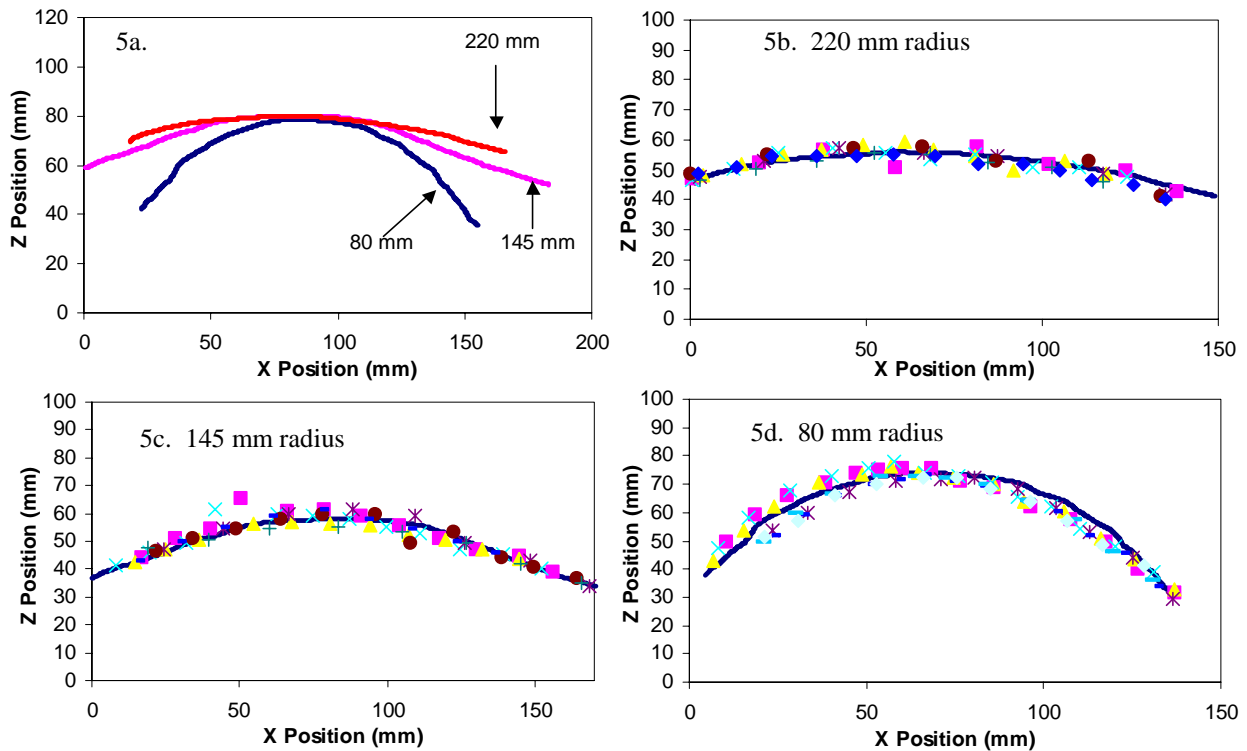 5a.
220 mm
80 mm
145 mm
120
100
80
60
40
20
0
0 50 100 150 200
Z Position (mm)
X Position (mm)
5b. 220 mm radius
100
90
80
70
60
50
40
30
20
10
0
0 50 100 150
Z Position (mm)
X Position (mm)
5c. 145 mm radius
100
90
80
70
60
50
40
30
20
10
0
0 50 100 150
Z Position (mm)
X Position (mm)
5d. 80 mm radius
100
90
80
70
60
50
40
30
20
10
0
0 50 100 150
Z Position (mm)
X Position (mm)